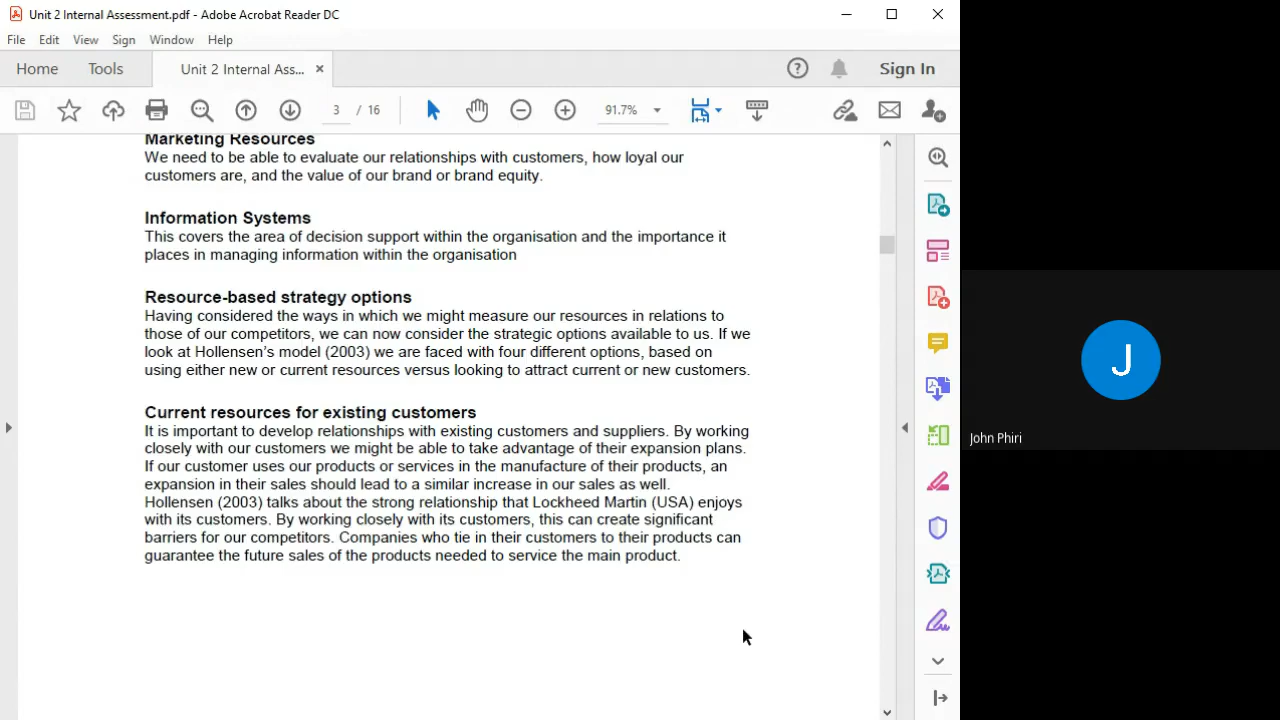 Unit 2 Internal Assessment.pdf - Adobe Acrobat Reader DC
File Edit View Sign Window Help
Home Tools Unit 2 Internal Ass... × Sign In
3 / 16 91.7%
Marketing Resources
We need to be able to evaluate our relationships with customers, how loyal our
customers are, and the value of our brand or brand equity.
Information Systems
This covers the area of decision support within the organisation and the importance it
places in managing information within the organisation
Resource-based strategy options
Having considered the ways in which we might measure our resources in relations to
those of our competitors, we can now consider the strategic options available to us. If we
look at Hollensen's model (2003) we are faced with four different options, based on
using either new or current resources versus looking to attract current or new customers.
Current resources for existing customers
It is important to develop relationships with existing customers and suppliers. By working
closely with our customers we might be able to take advantage of their expansion plans.
If our customer uses our products or services in the manufacture of their products, an
expansion in their sales should lead to a similar increase in our sales as well.
Hollensen (2003) talks about the strong relationship that Lockheed Martin (USA) enjoys
with its customers. By working closely with its customers, this can create significant
barriers for our competitors. Companies who tie in their customers to their products can
guarantee the future sales of the products needed to service the main product.
J
John Phiri